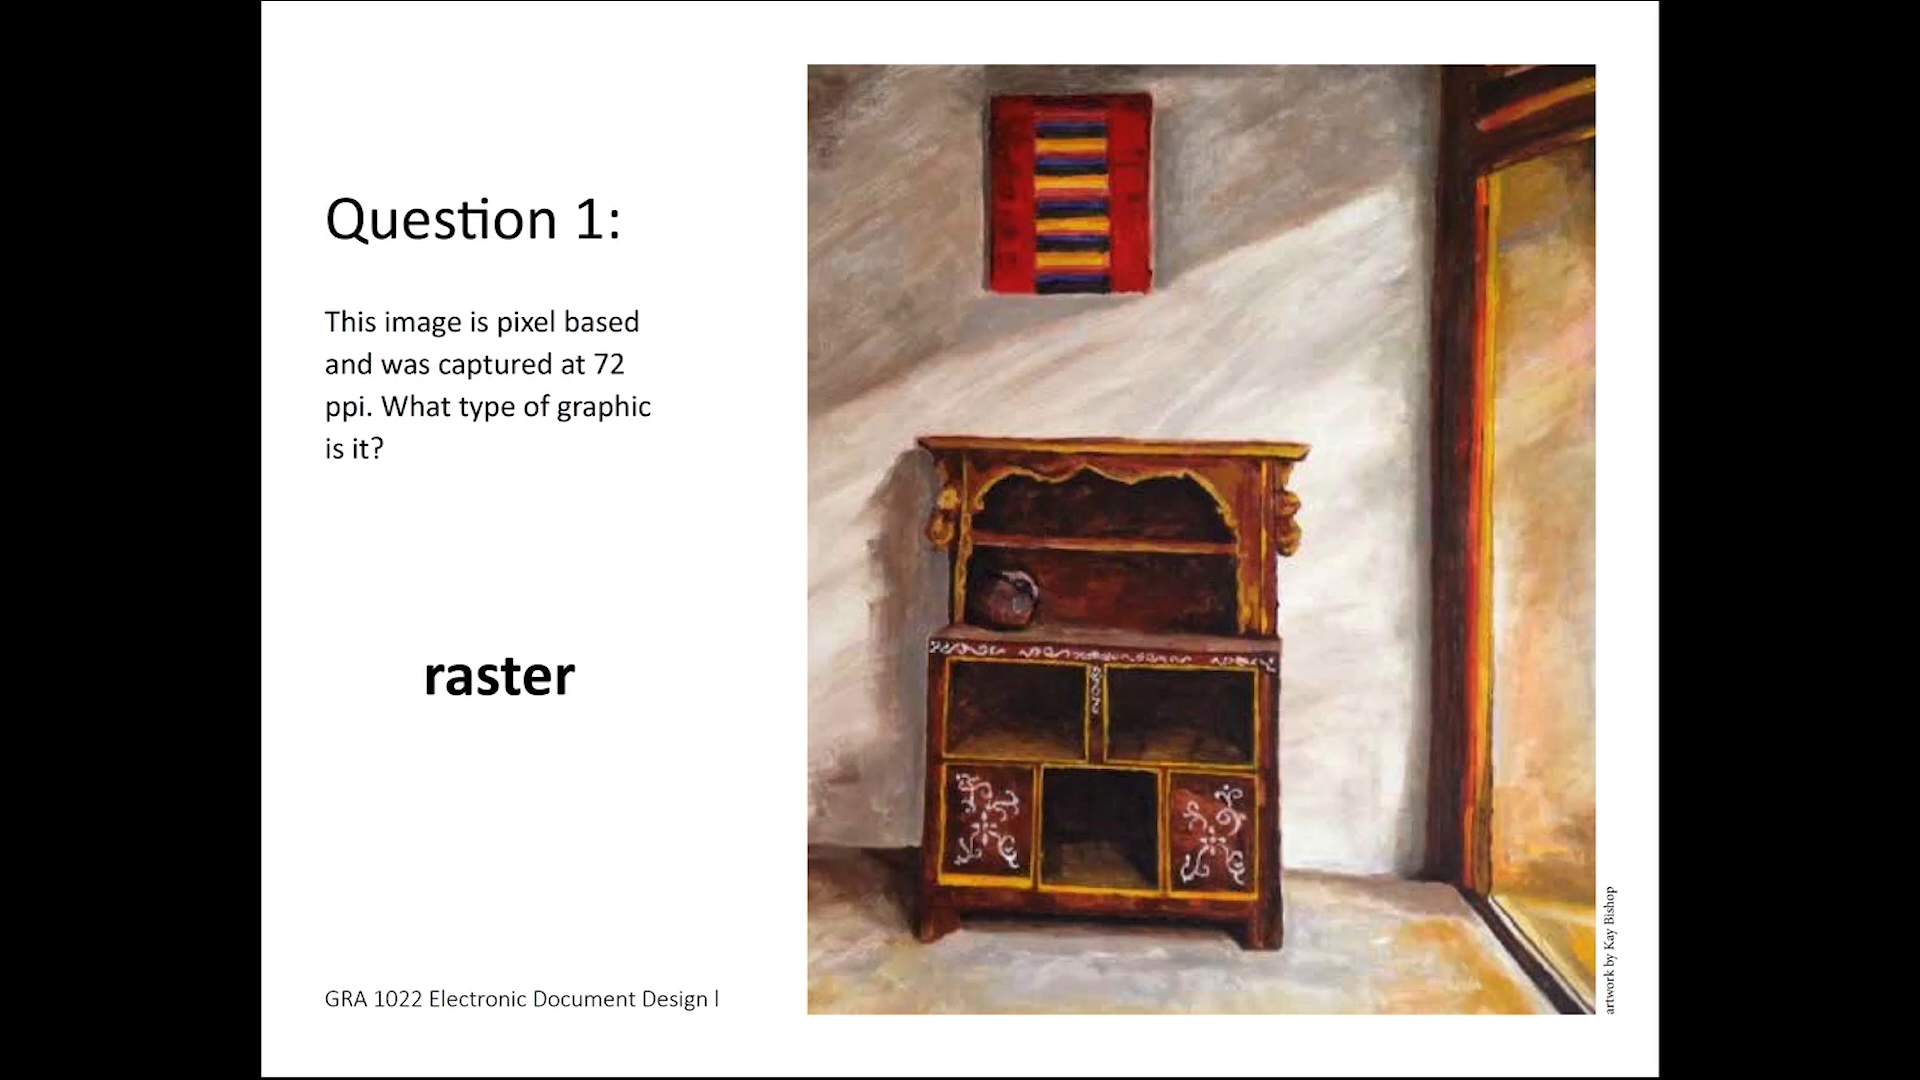 Question 1:
This image is pixel based
and was captured at 72
ppi. What type of graphic
is it?
raster
GRA 1022 Electronic Document Design l
artwork by Kay Bishop